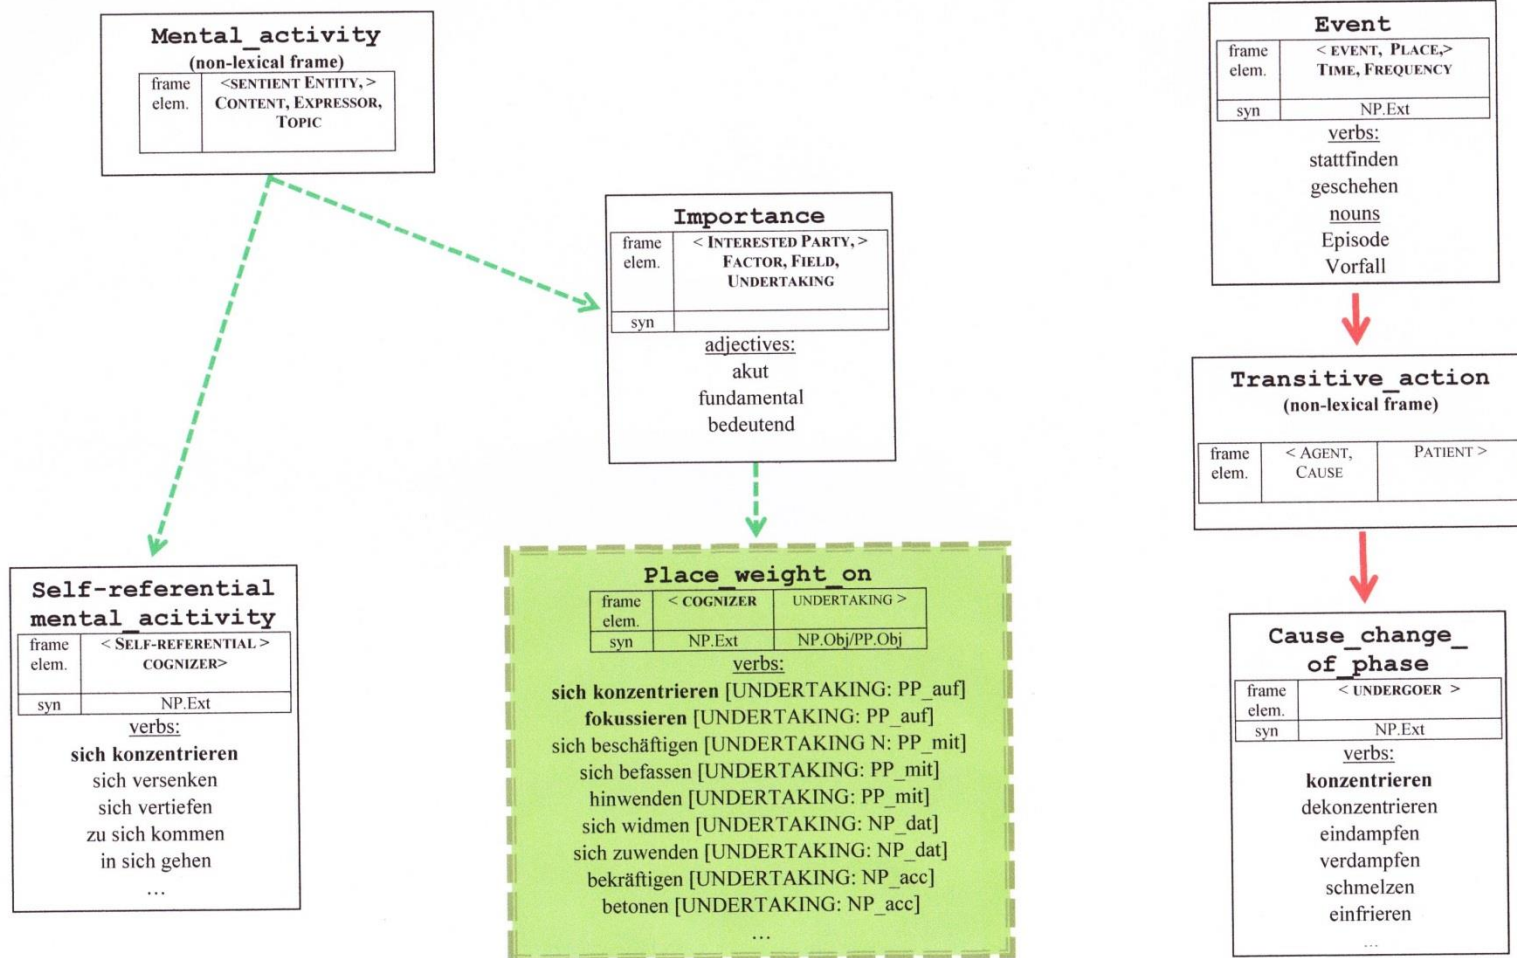 Mental_activity
(non-lexical frame)
frame elem. <SENTIENT ENTITY, >
CONTENT, EXPRESSOR,
TOPIC
Importance
frame elem. < INTERESTED PARTY, >
FACTOR, FIELD,
UNDERTAKING
syn
adjectives:
akut
fundamental
bedeutend
Self-referential
mental_acitivity
frame elem. < SELF-REFERENTIAL >
COGNIZER>
syn NP.Ext
verbs:
sich konzentrieren
sich versenken
sich vertiefen
zu sich kommen
in sich gehen
…
Place_weight_on
frame elem. < COGNIZER UNDERTAKING >
syn NP.Ext NP.Obj/PP.Obj
verbs:
sich konzentrieren [UNDERTAKING: PP_auf]
fokussieren [UNDERTAKING: PP_auf]
sich beschäftigen [UNDERTAKING N: PP_mit]
sich befassen [UNDERTAKING: PP_mit]
hinwenden [UNDERTAKING: PP_mit]
sich widmen [UNDERTAKING: NP_dat]
sich zuwenden [UNDERTAKING: NP_dat]
bekräftigen [UNDERTAKING: NP_acc]
betonen [UNDERTAKING: NP_acc]
…
Event
frame elem. < EVENT, PLACE,>
TIME, FREQUENCY
syn NP.Ext
verbs:
stattfinden
geschehen
nouns
Episode
Vorfall
Transitive_action
(non-lexical frame)
frame elem. < AGENT, PATIENT >
CAUSE
Cause_change_
of_phase
frame elem. < UNDERGOER >
syn NP.Ext
verbs:
konzentrieren
dekonzentrieren
eindampfen
verdampfen
schmelzen
einfrieren
…